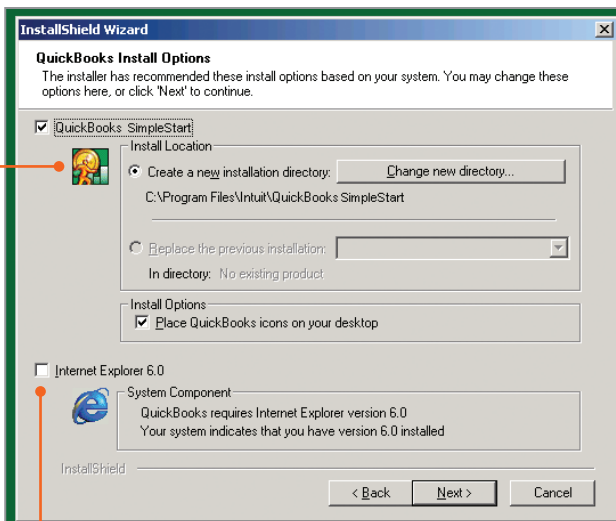 InstallShield Wizard
QuickBooks Install Options
The installer has recommended these install options based on your system. You may change these
options here, or click 'Next' to continue.
QuickBooks SimpleStart
Install Location
Create a new installation directory:
Change new directory...
C:\Program Files\Intuit\QuickBooks SimpleStart
Replace the previous installation:
In directory: No existing product
Install Options
Place QuickBooks icons on your desktop
Internet Explorer 6.0
System Component
QuickBooks requires Internet Explorer version 6.0
Your system indicates that you have version 6.0 installed
InstallShield
< Back
Next >
Cancel